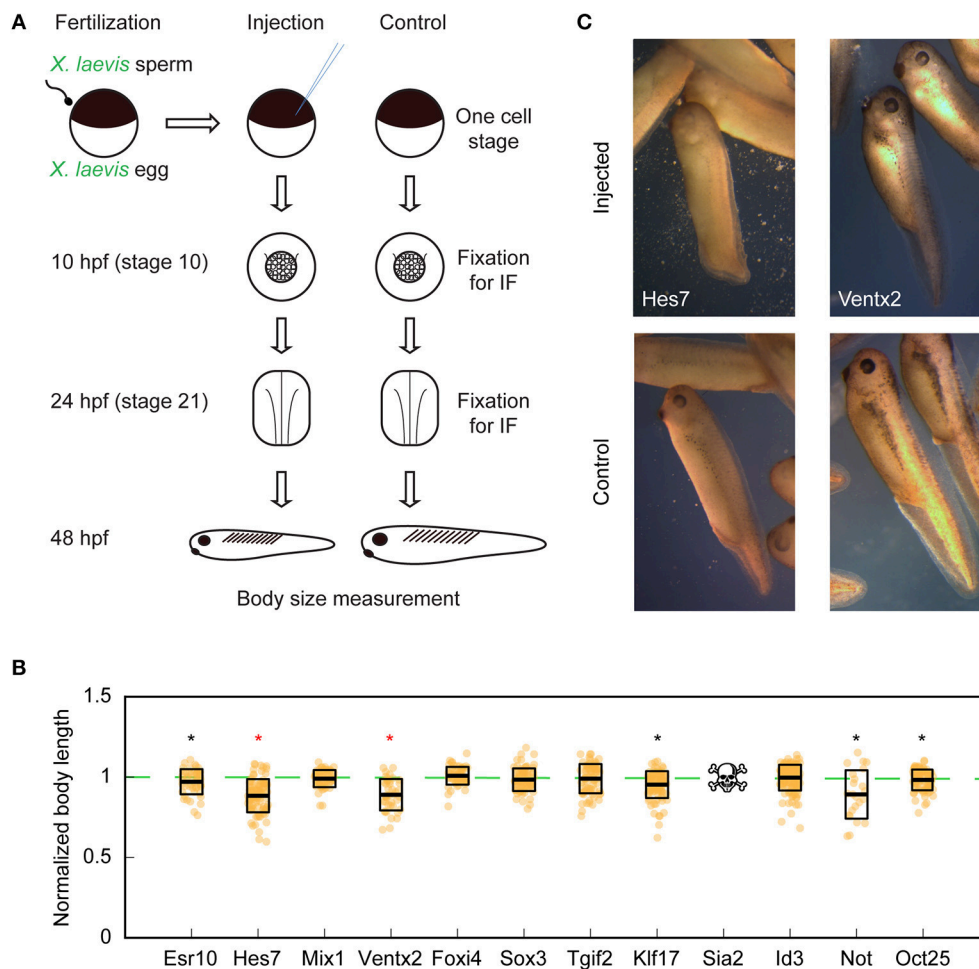 A
Fertilization
Injection
Control
X. laevis sperm
X. laevis egg
One cell
stage
10 hpf (stage 10)
Fixation
for IF
24 hpf (stage 21)
Fixation
for IF
48 hpf
Body size measurement
C
Injected
Hes7
Ventx2
Control
B
Normalized body length
1.5
1
0.5
0
* * * * * *
Esr10 Hes7 Mix1 Ventx2 Foxi4 Sox3 Tgif2 Klf17 Sia2 Id3 Not Oct25